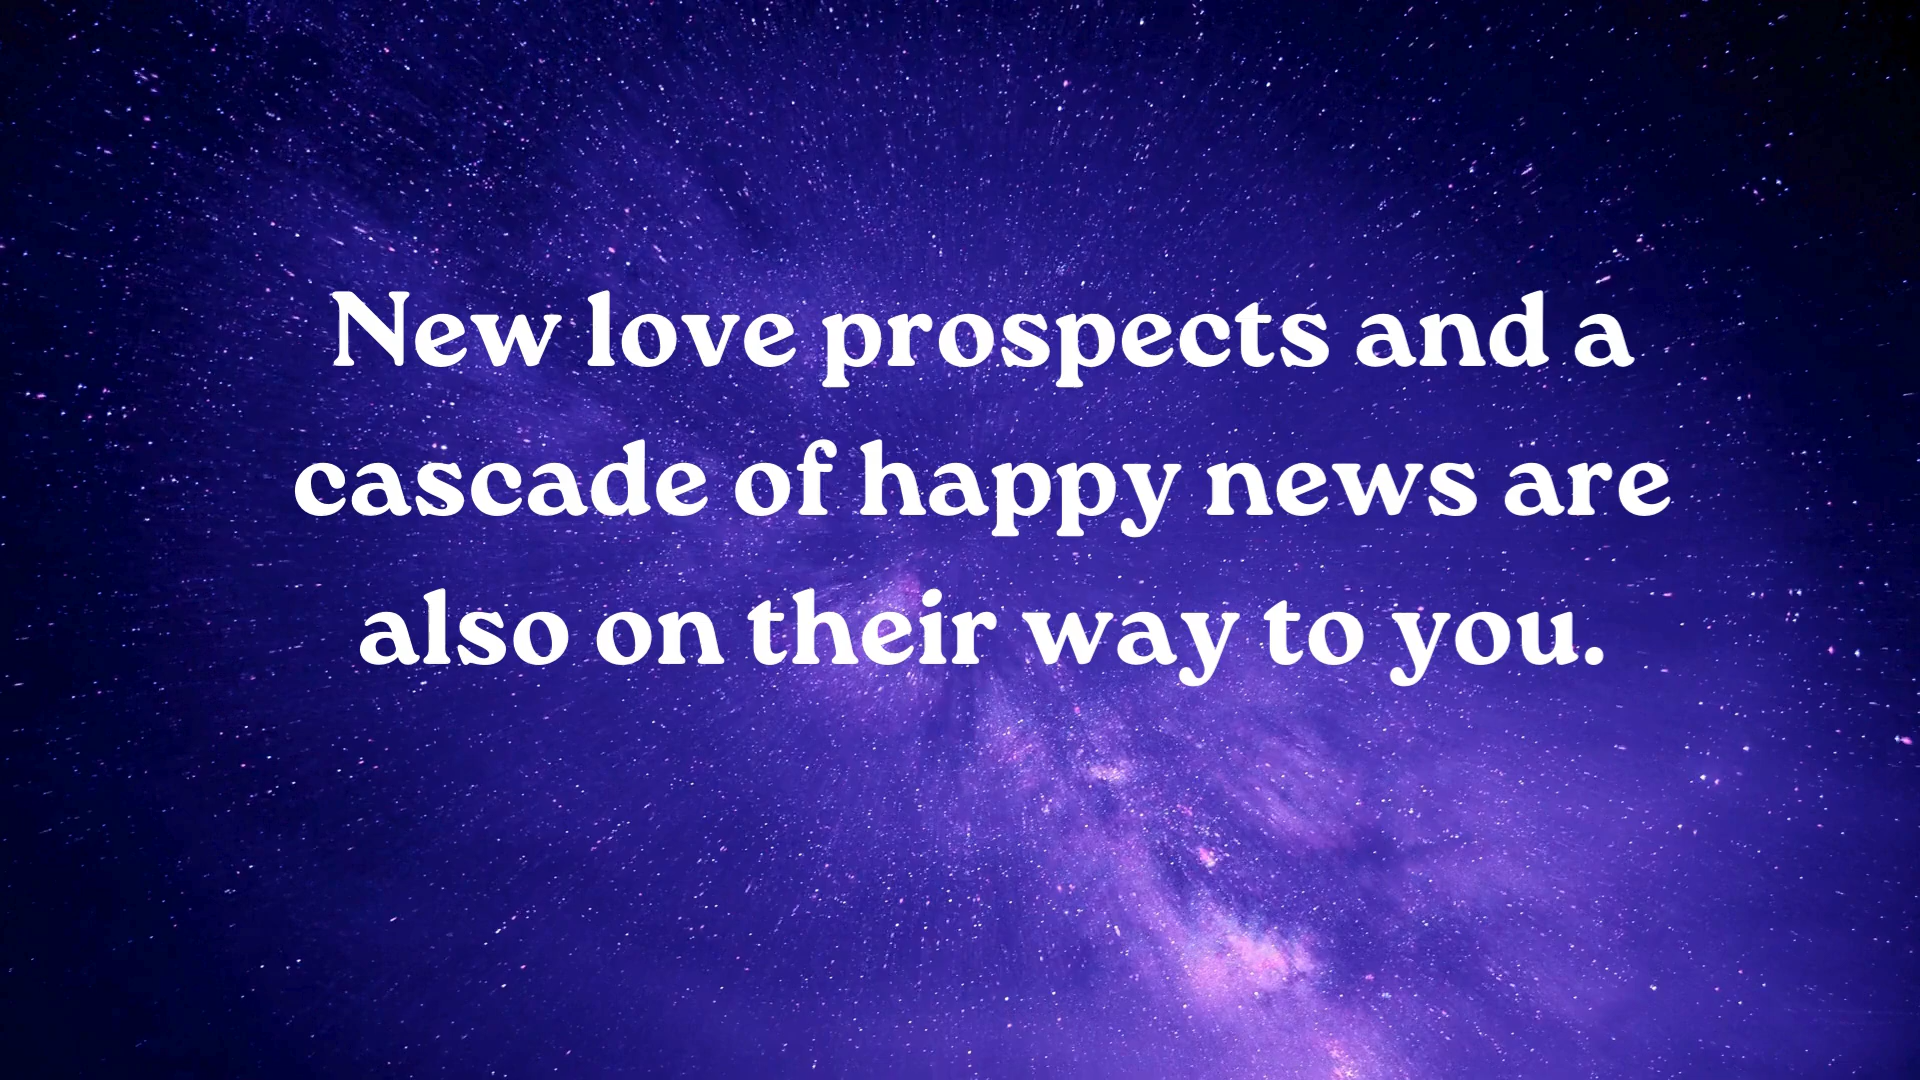 New love prospects and a
cascade of happy news are
also on their way to you.